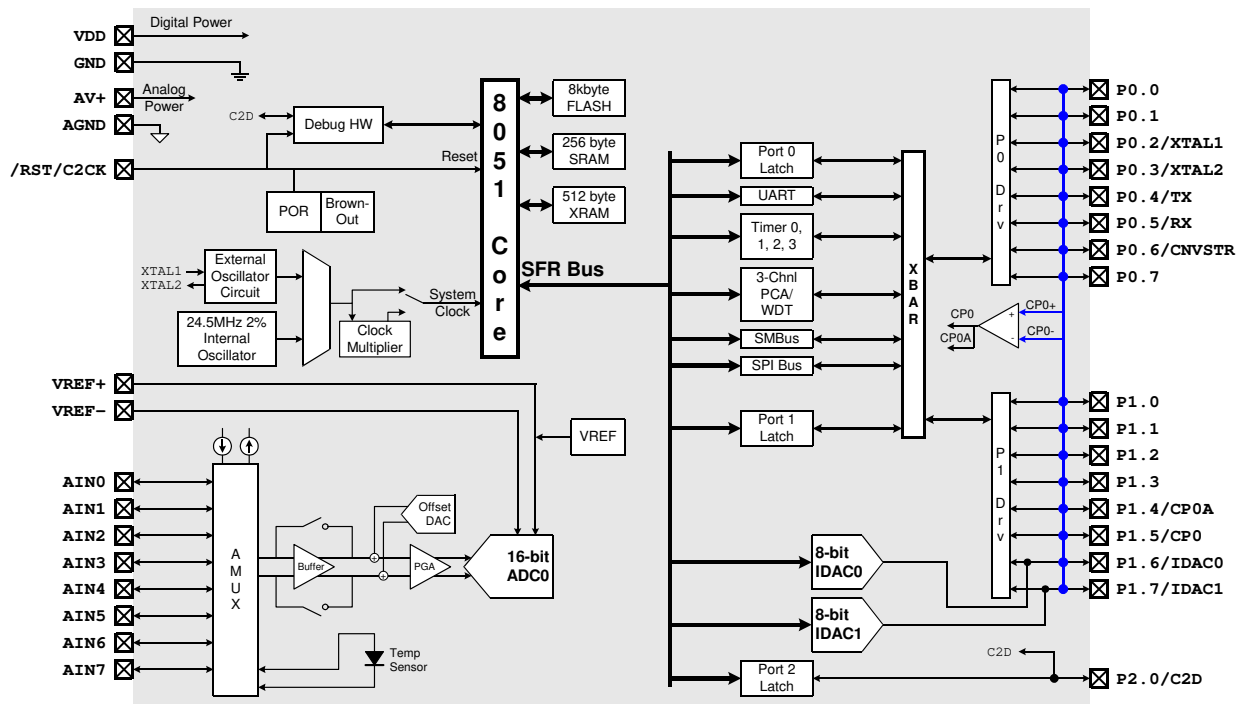 VDD
Digital Power
GND
AV+
Analog
Power
AGND
/RST/C2CK
C2D
Debug HW
Reset
POR
Brown-
Out
8
0
5
1
C
o
r
e
8kbyte
FLASH
256 byte
SRAM
512 byte
XRAM
SFR Bus
XTAL1
XTAL2
External
Oscillator
Circuit
24.5MHz 2%
Internal
Oscillator
Clock
Multiplier
System
Clock
VREF+
VREF−
VREF
AIN0
AIN1
AIN2
AIN3
AIN4
AIN5
AIN6
AIN7
A
M
U
X
Buffer
+
+
Offset
DAC
PGA
16-bit
ADC0
Temp
Sensor
Port 0
Latch
UART
Timer 0,
1, 2, 3
3-Chnl
PCA/
WDT
SMBus
SPI Bus
Port 1
Latch
8-bit
IDAC0
8-bit
IDAC1
Port 2
Latch
X
B
A
R
P
0
D
r
v
CP0
CP0A
+
-
CP0+
CP0-
P
1
D
r
v
C2D
P0.0
P0.1
P0.2/XTAL1
P0.3/XTAL2
P0.4/TX
P0.5/RX
P0.6/CNVSTR
P0.7
P1.0
P1.1
P1.2
P1.3
P1.4/CP0A
P1.5/CP0
P1.6/IDAC0
P1.7/IDAC1
P2.0/C2D